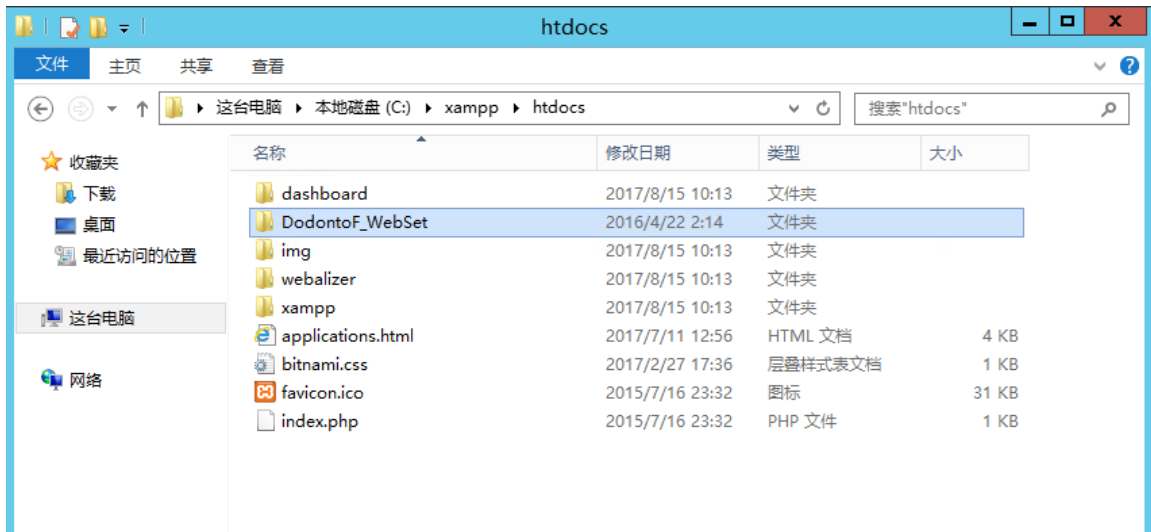 htdocs
文件 主页 共享 查看
这台电脑 本地磁盘 (C:) xampp htdocs 搜索"htdocs"
收藏夹
下载
桌面
最近访问的位置
这台电脑
网络
名称 修改日期 类型 大小
dashboard 2017/8/15 10:13 文件夹
DodontoF_WebSet 2016/4/22 2:14 文件夹
img 2017/8/15 10:13 文件夹
webalizer 2017/8/15 10:13 文件夹
xampp 2017/8/15 10:13 文件夹
applications.html 2017/7/11 12:56 HTML 文档 4 KB
bitnami.css 2017/2/27 17:36 层叠样式表文档 1 KB
favicon.ico 2015/7/16 23:32 图标 31 KB
index.php 2015/7/16 23:32 PHP 文件 1 KB